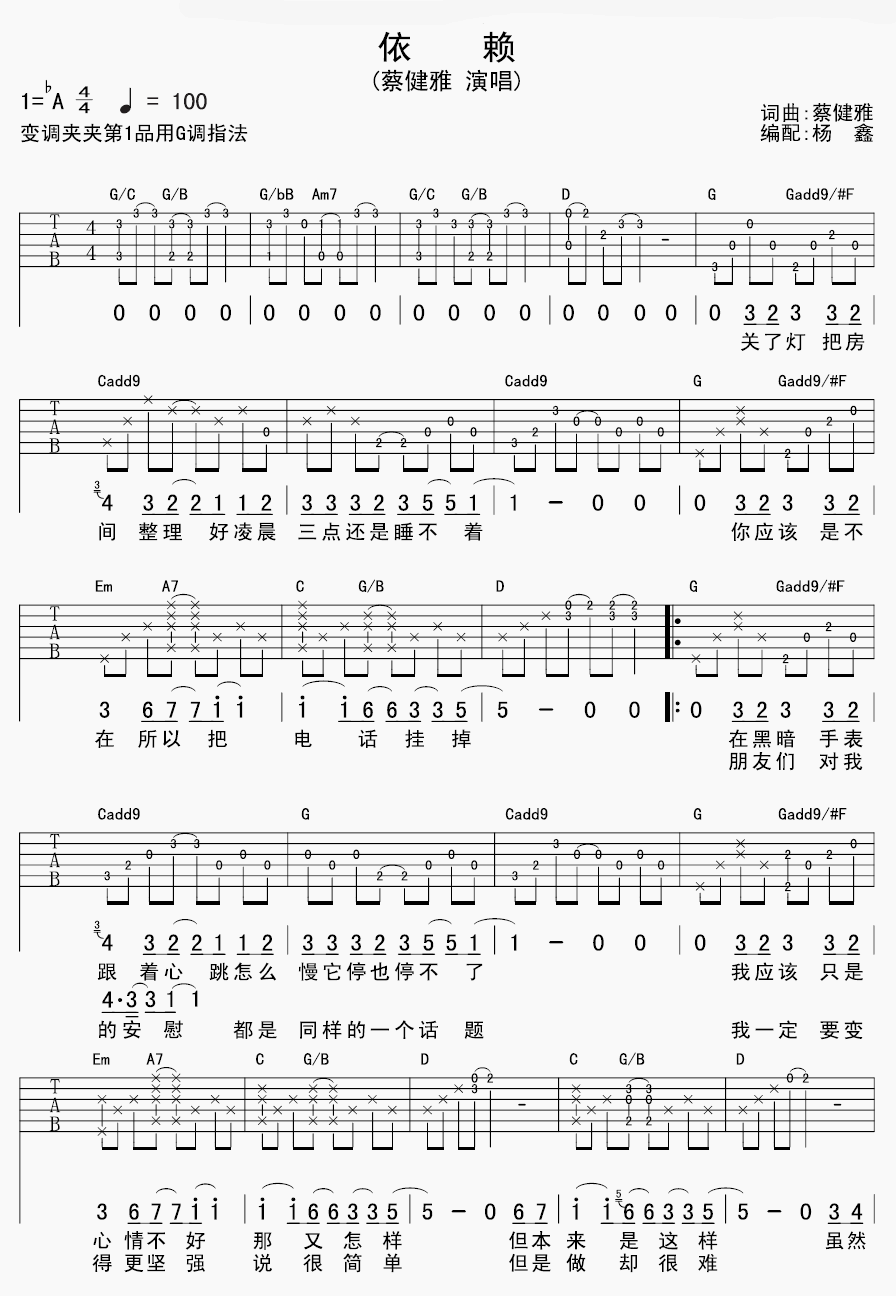 依 赖
(蔡健雅 演唱)
1=♭A 4/4 ♩ = 100
词曲:蔡健雅
变调夹夹第1品用G调指法
编配:杨 鑫
G/C G/B G/bB Am7 G/C G/B D G Gadd9/#F
0 0 0 0 | 0 0 0 0 | 0 0 0 0 | 0 0 0 0 | 0 3 2 3 3 2
关了灯 把房
Cadd9 Cadd9 G Gadd9/#F
4 3 2 2 1 1 2 | 3 3 3 2 3 5 5 1 | 1 - 0 0 | 0 3 2 3 3 2
间 整理 好凌晨 三点还是睡不 着 你应该 是不
Em A7 C G/B D G Gadd9/#F
3 6 7 7 i i | i i 6 6 3 3 5 | 5 - 0 0 |: 0 3 2 3 3 2
在 所以 把 电 话 挂 掉 在黑暗 手表
朋友们 对我
Cadd9 G Cadd9 G Gadd9/#F
4 3 2 2 1 1 2 | 3 3 3 2 3 5 5 1 | 1 - 0 0 | 0 3 2 3 3 2
跟 着心 跳怎么 慢它停也停不 了 我应该 只是
4·3 3 1 1
的安 慰 都是 同样的一个话 题 我一定 要变
Em A7 C G/B D C G/B D
3 6 7 7 i i | i i 6 6 3 3 5 | 5 - 0 6 7 | i i 6 6 3 3 5 | 5 - 0 3 4
心 情不 好 那 又 怎 样 但本 来 是 这 样 虽然
得 更坚 强 说 很 简 单 但是 做 却 很 难